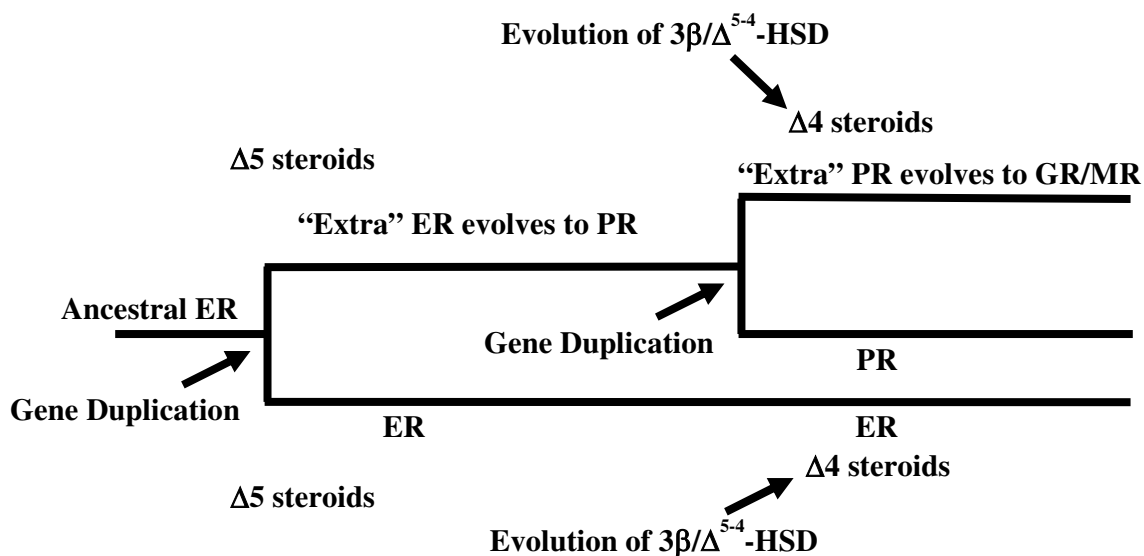 Evolution of 3β/Δ⁵⁻⁴-HSD
Δ4 steroids
Δ5 steroids
“Extra” PR evolves to GR/MR
“Extra” ER evolves to PR
Ancestral ER
Gene Duplication
PR
Gene Duplication
ER
ER
Δ4 steroids
Δ5 steroids
Evolution of 3β/Δ⁵⁻⁴-HSD